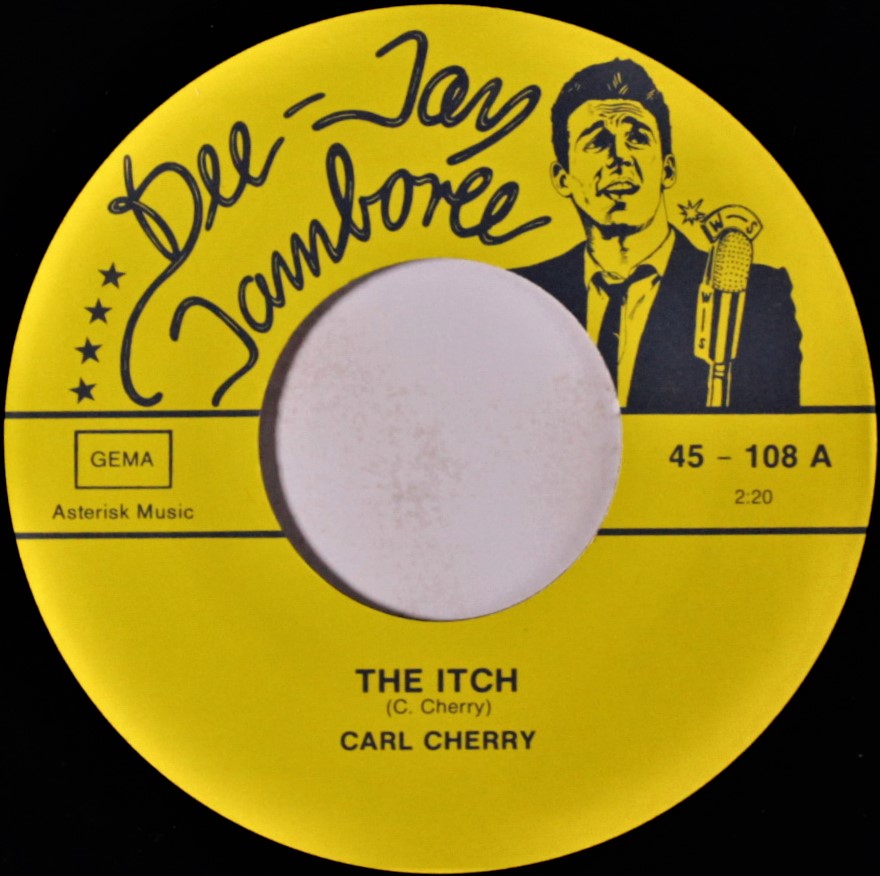 Dee-Jay
Jamboree
W-I-S
W I S
GEMA
Asterisk Music
45 - 108 A
2:20
THE ITCH
(C. Cherry)
CARL CHERRY